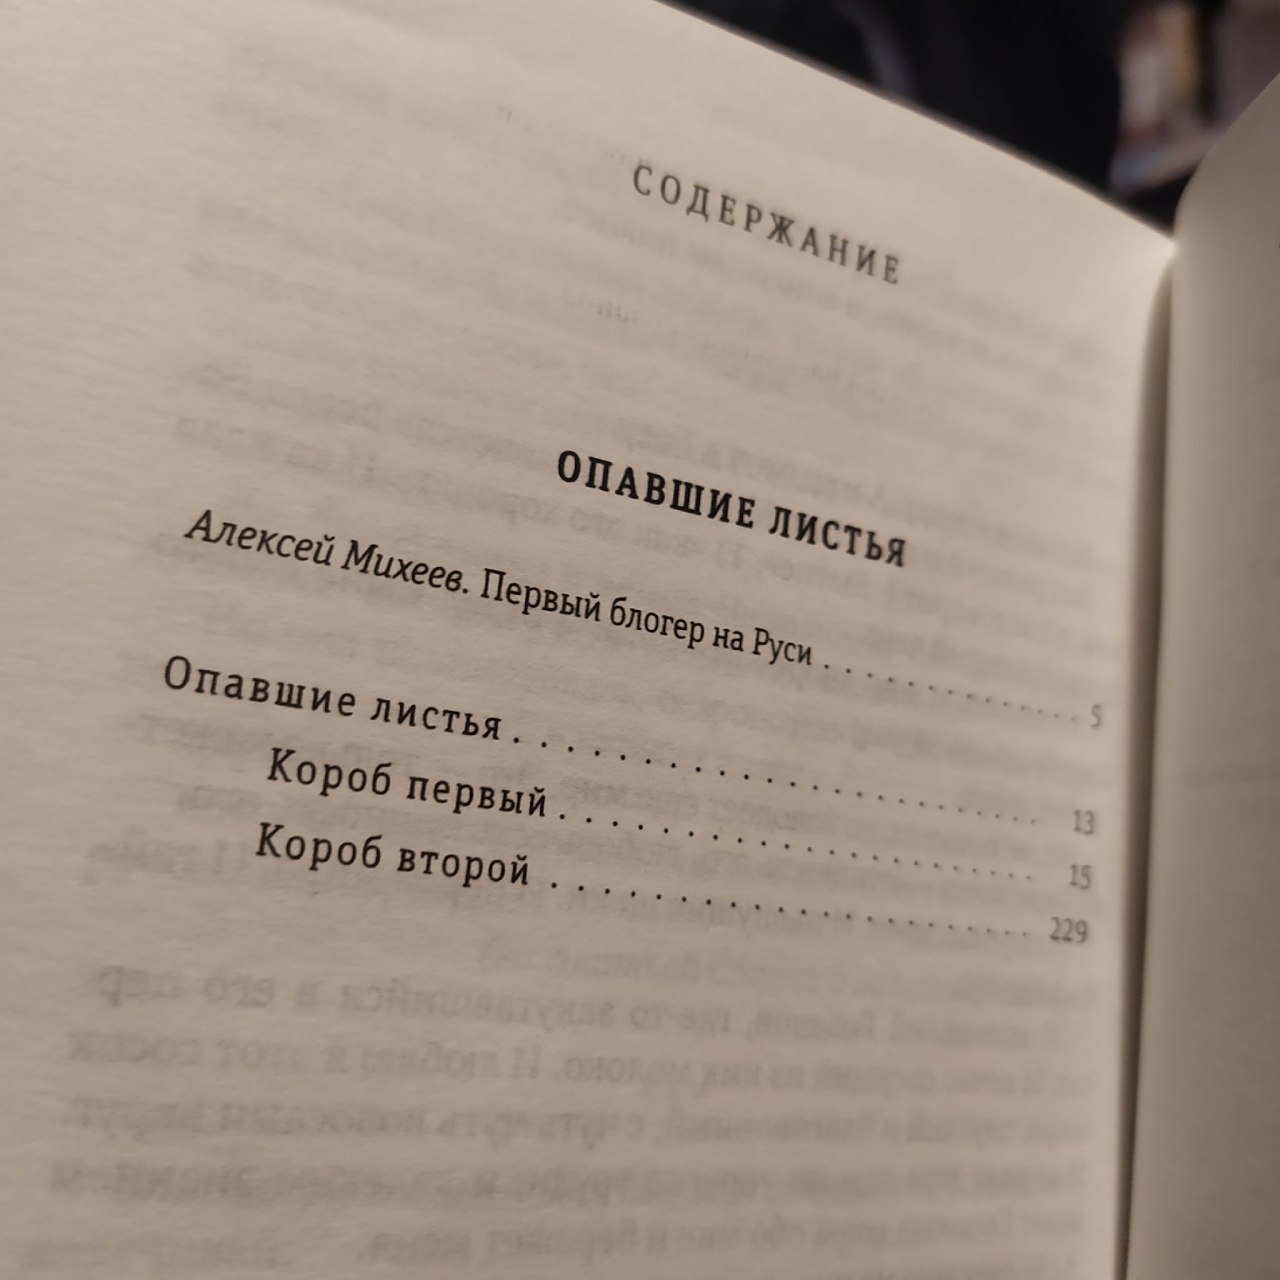 СОДЕРЖАНИЕ
ОПАВШИЕ ЛИСТЬЯ
Алексей Михеев. Первый блогер на Руси . . . . . . . . . . . . . . . . . . 5
Опавшие листья . . . . . . . . . . . . . . . . . . . . . . 13
Короб первый . . . . . . . . . . . . . . . . . . . 15
Короб второй . . . . . . . . . . . . . . . . . . . . 229